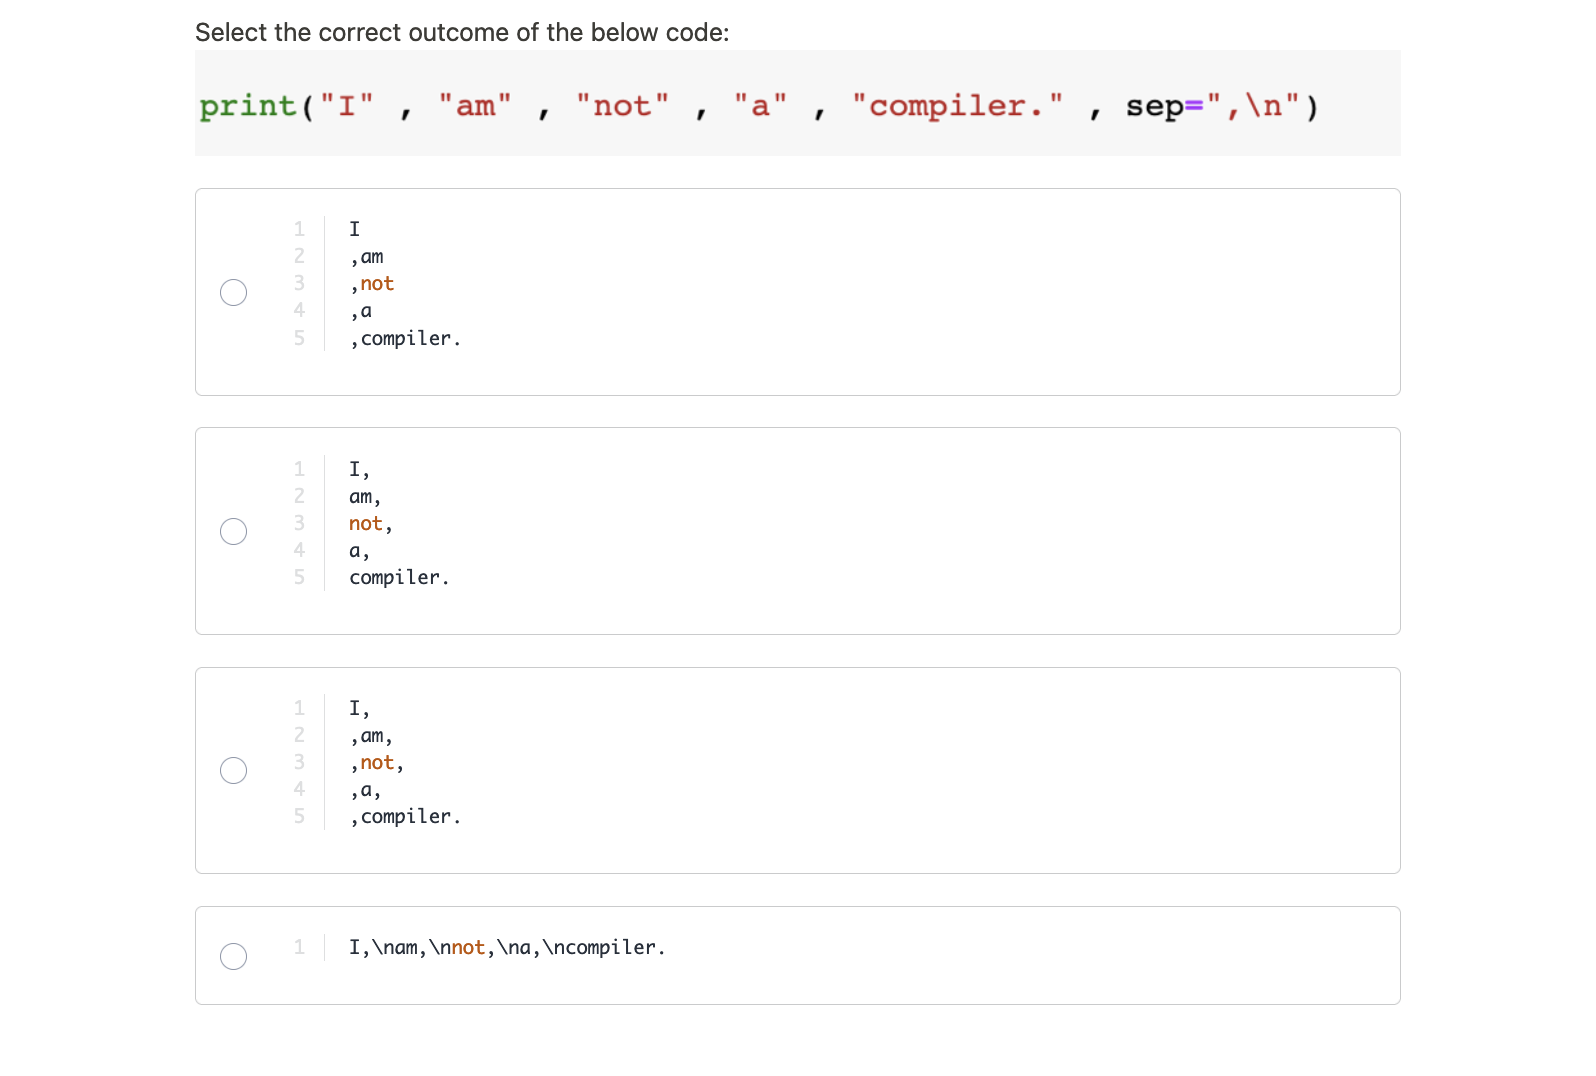 Select the correct outcome of the below code:
print("I" , "am" , "not" , "a" , "compiler." , sep=",\n")
1 I
2 ,am
3 ,not
4 ,a
5 ,compiler.
1 I,
2 am,
3 not,
4 a,
5 compiler.
1 I,
2 ,am,
3 ,not,
4 ,a,
5 ,compiler.
1 I,\nam,\nnot,\na,\ncompiler.